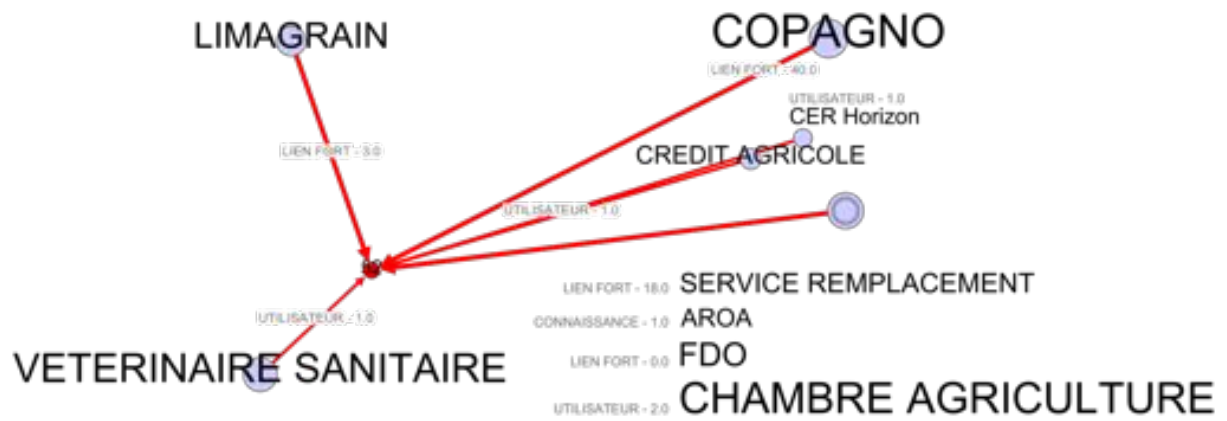 LIMAGRAIN
COPAGNO
LIEN FORT - 40.0
UTILISATEUR - 1.0
CER Horizon
LIEN FORT - 3.0
CREDIT AGRICOLE
UTILISATEUR - 1.0
LIEN FORT - 18.0 SERVICE REMPLACEMENT
UTILISATEUR - 1.0
CONNAISSANCE - 1.0 AROA
LIEN FORT - 0.0 FDO
VETERINAIRE SANITAIRE
UTILISATEUR - 2.0 CHAMBRE AGRICULTURE